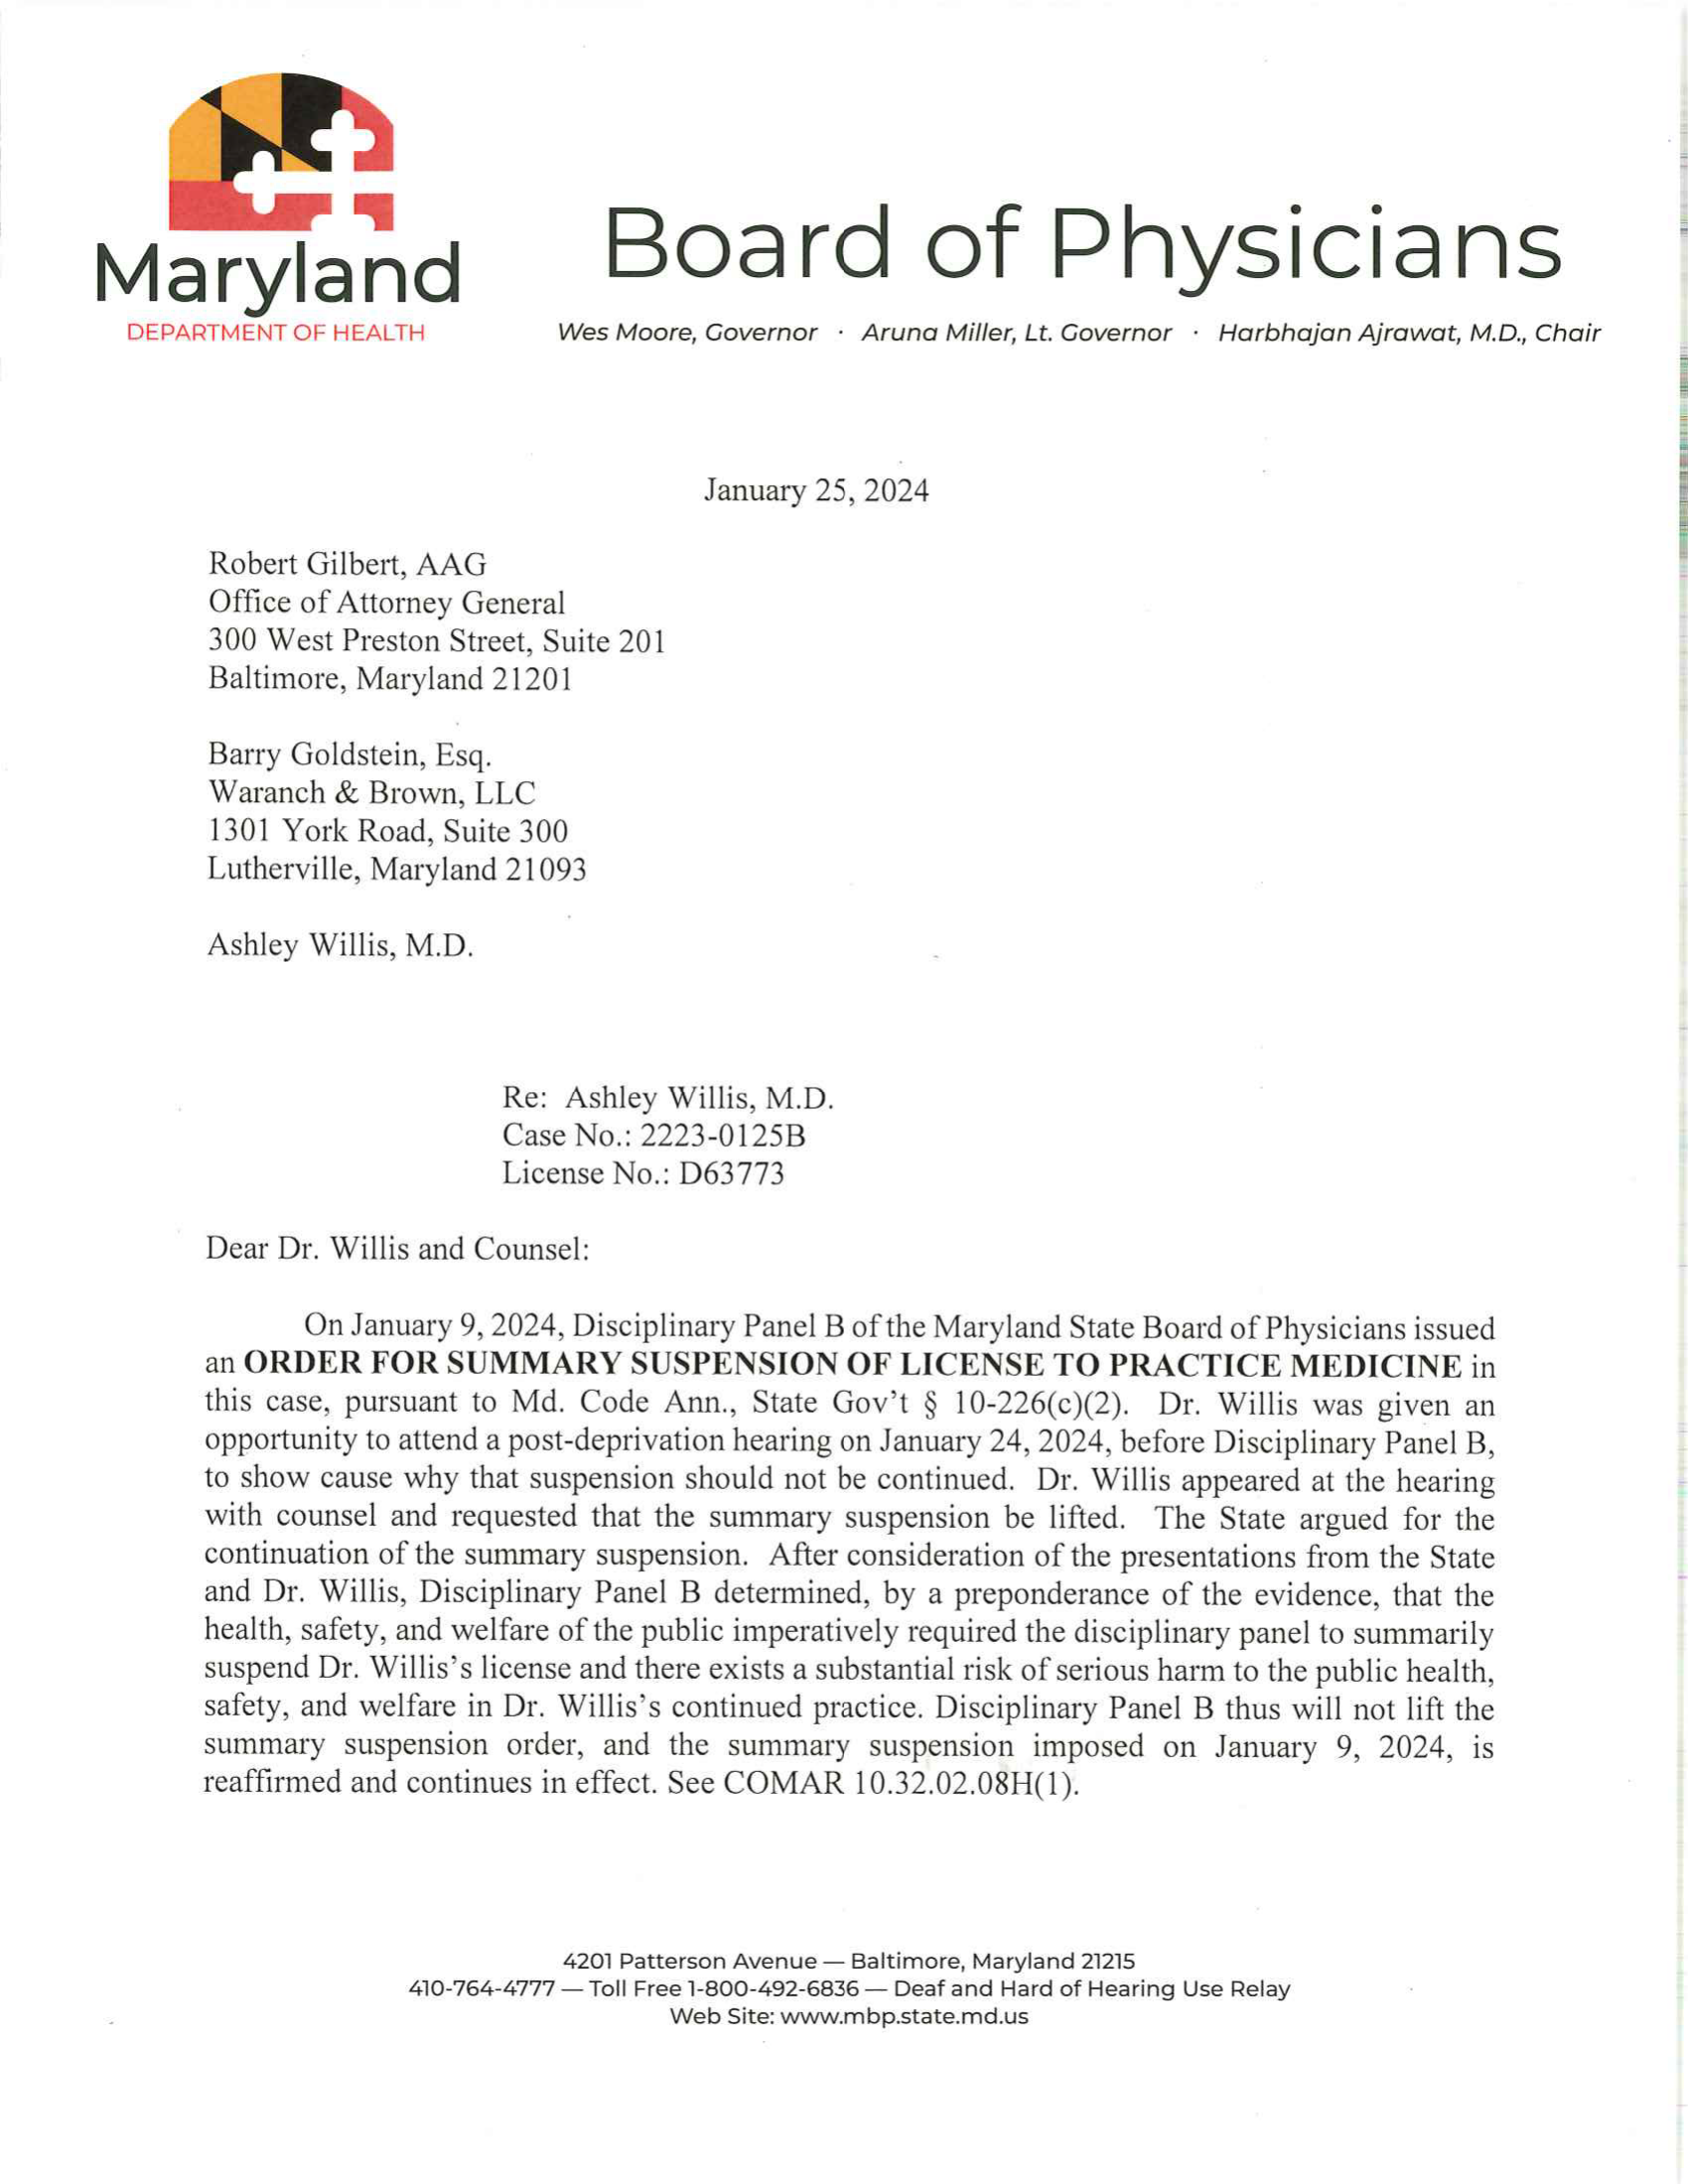 Maryland
DEPARTMENT OF HEALTH
Board of Physicians
Wes Moore, Governor · Aruna Miller, Lt. Governor · Harbhajan Ajrawat, M.D., Chair
January 25, 2024
Robert Gilbert, AAG
Office of Attorney General
300 West Preston Street, Suite 201
Baltimore, Maryland 21201
Barry Goldstein, Esq.
Waranch & Brown, LLC
1301 York Road, Suite 300
Lutherville, Maryland 21093
Ashley Willis, M.D.
Re: Ashley Willis, M.D.
Case No.: 2223-0125B
License No.: D63773
Dear Dr. Willis and Counsel:
On January 9, 2024, Disciplinary Panel B of the Maryland State Board of Physicians issued
an ORDER FOR SUMMARY SUSPENSION OF LICENSE TO PRACTICE MEDICINE in
this case, pursuant to Md. Code Ann., State Gov't § 10-226(c)(2). Dr. Willis was given an
opportunity to attend a post-deprivation hearing on January 24, 2024, before Disciplinary Panel B,
to show cause why that suspension should not be continued. Dr. Willis appeared at the hearing
with counsel and requested that the summary suspension be lifted. The State argued for the
continuation of the summary suspension. After consideration of the presentations from the State
and Dr. Willis, Disciplinary Panel B determined, by a preponderance of the evidence, that the
health, safety, and welfare of the public imperatively required the disciplinary panel to summarily
suspend Dr. Willis's license and there exists a substantial risk of serious harm to the public health,
safety, and welfare in Dr. Willis's continued practice. Disciplinary Panel B thus will not lift the
summary suspension order, and the summary suspension imposed on January 9, 2024, is
reaffirmed and continues in effect. See COMAR 10.32.02.08H(1).
4201 Patterson Avenue — Baltimore, Maryland 21215
410-764-4777 — Toll Free 1-800-492-6836 — Deaf and Hard of Hearing Use Relay
Web Site: www.mbp.state.md.us